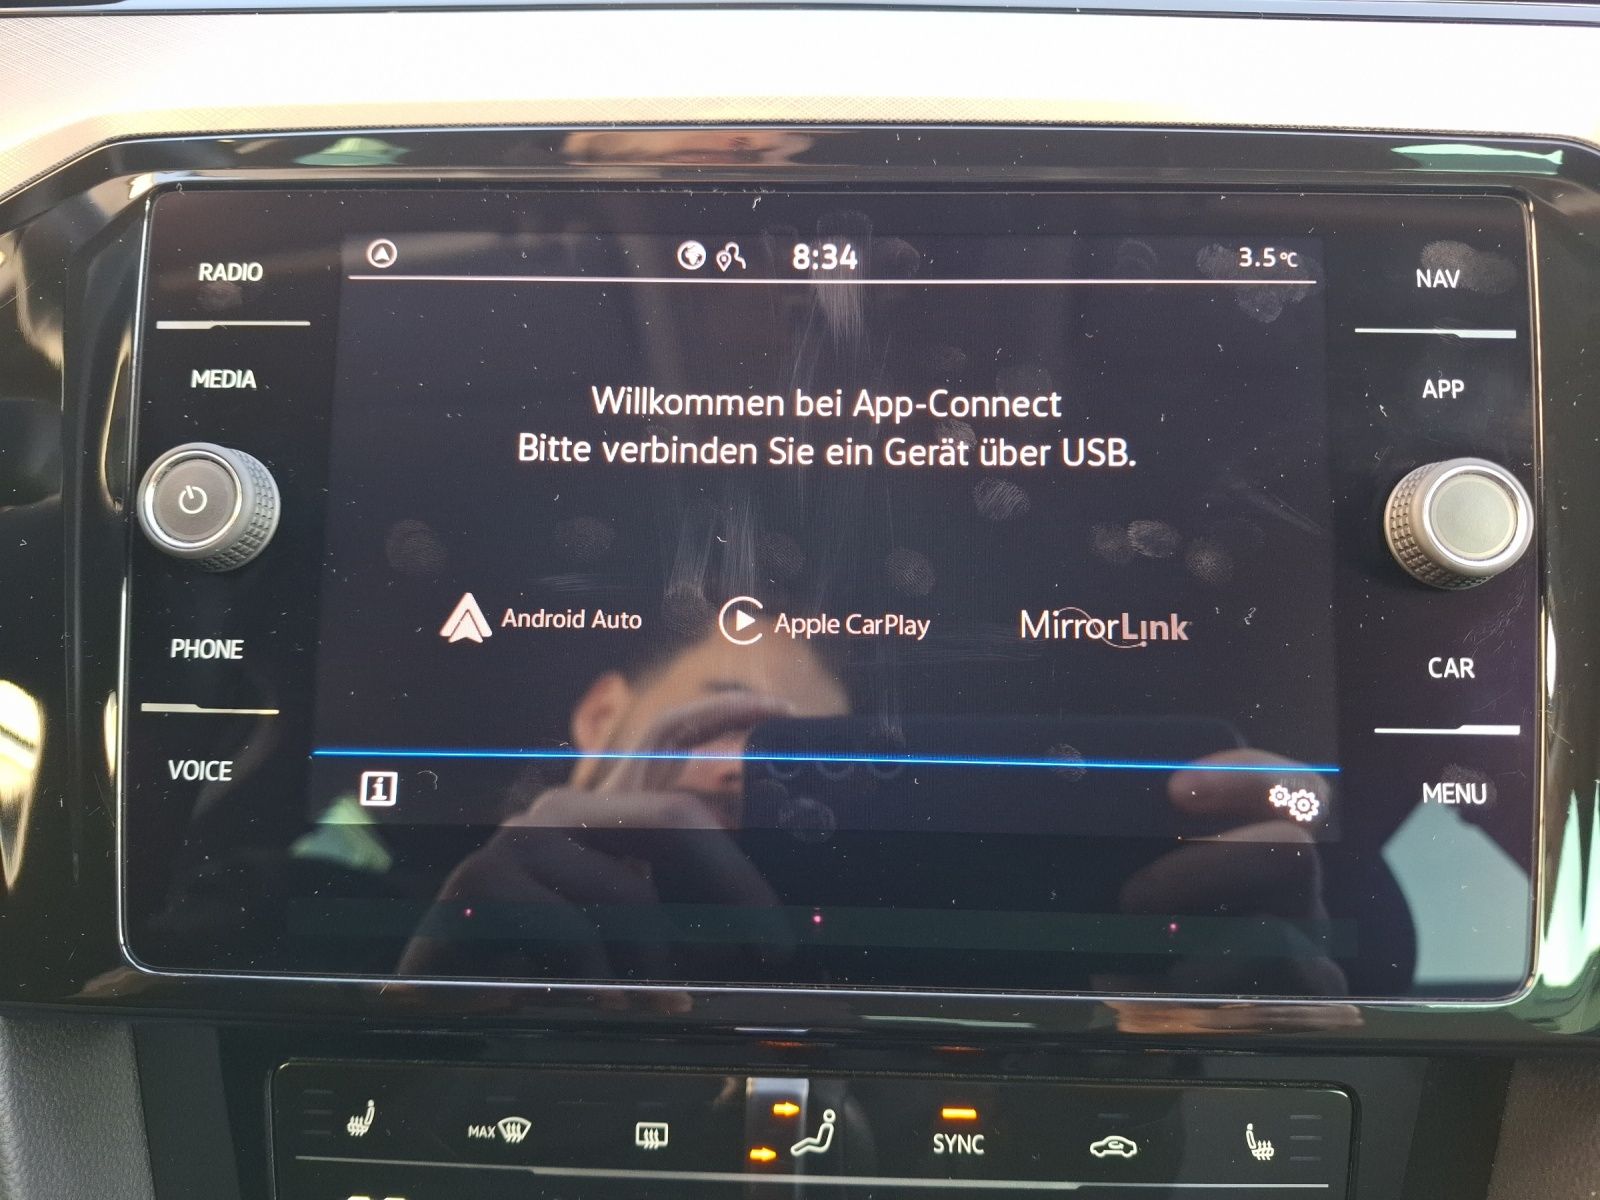 RADIO
MEDIA
PHONE
VOICE
8:34
3.5°C
Willkommen bei App-Connect
Bitte verbinden Sie ein Gerät über USB.
Android Auto
Apple CarPlay
MirrorLink
i
NAV
APP
CAR
MENU
MAX
SYNC